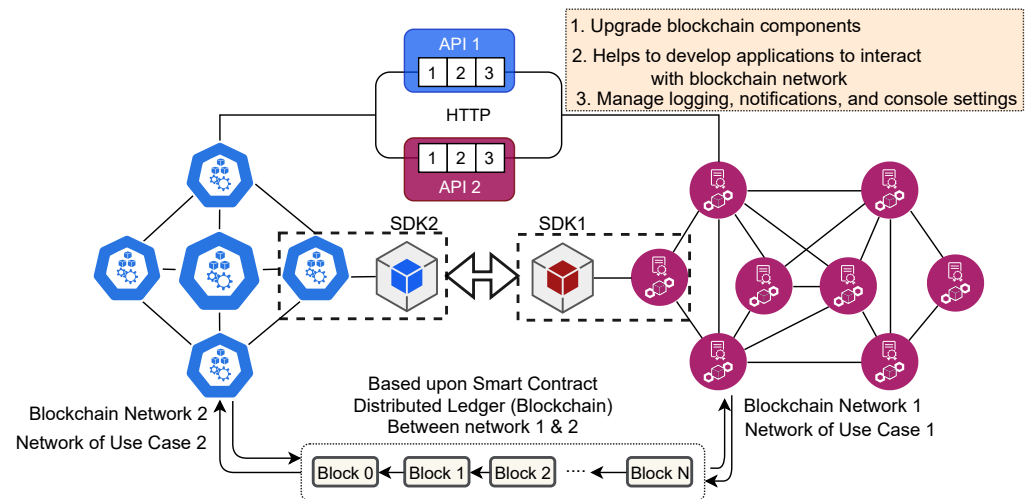 API 1
1 2 3
HTTP
1 2 3
API 2
1. Upgrade blockchain components
2. Helps to develop applications to interact
with blockchain network
3. Manage logging, notifications, and console settings
SDK2
SDK1
Based upon Smart Contract
Distributed Ledger (Blockchain)
Between network 1 & 2
Blockchain Network 2
Network of Use Case 2
Blockchain Network 1
Network of Use Case 1
Block 0
Block 1
Block 2
....
Block N